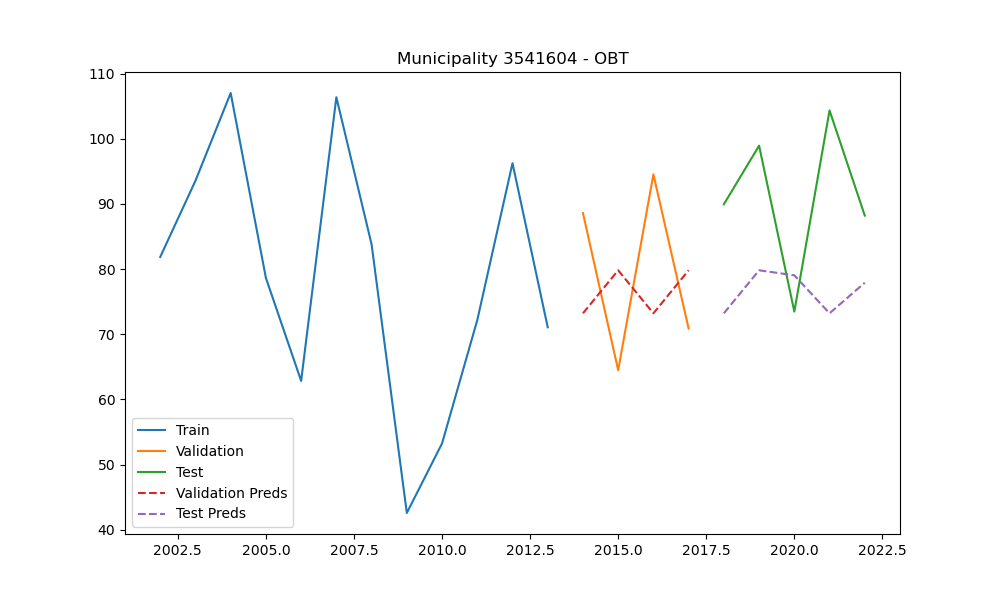 Municipality 3541604 - OBT
110
100
90
80
70
60
50
40
Train
Validation
Test
Validation Preds
Test Preds
2002.5 2005.0 2007.5 2010.0 2012.5 2015.0 2017.5 2020.0 2022.5